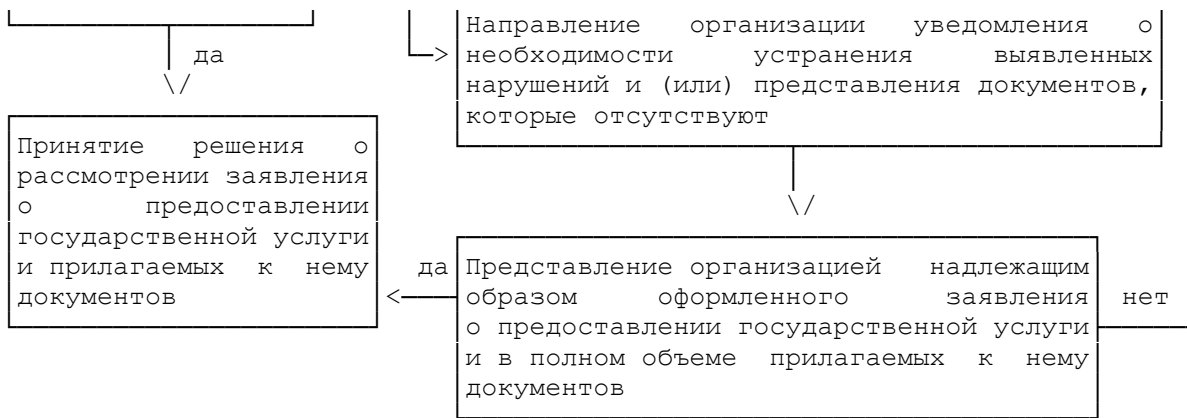 да
Направление организации уведомления о
необходимости устранения выявленных
нарушений и (или) представления документов,
которые отсутствуют
Принятие решения о
рассмотрении заявления
о предоставлении
государственной услуги
и прилагаемых к нему
документов
да
Представление организацией надлежащим
образом оформленного заявления
о предоставлении государственной услуги
и в полном объеме прилагаемых к нему
документов
нет